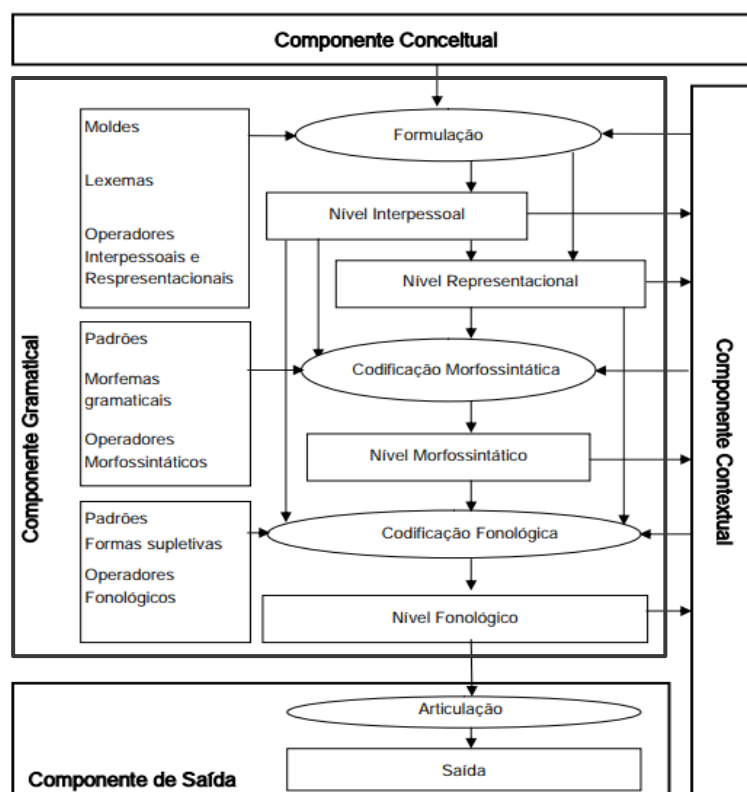 Componente Conceitual
Moldes
Lexemas
Operadores
Interpessoais e
Respresentacionais
Formulação
Nível Interpessoal
Nível Representacional
Componente Gramatical
Padrões
Morfemas
gramaticais
Operadores
Morfossintáticos
Codificação Morfossintática
Nível Morfossintático
Componente Contextual
Padrões
Formas supletivas
Operadores
Fonológicos
Codificação Fonológica
Nível Fonológico
Articulação
Saída
Componente de Saída